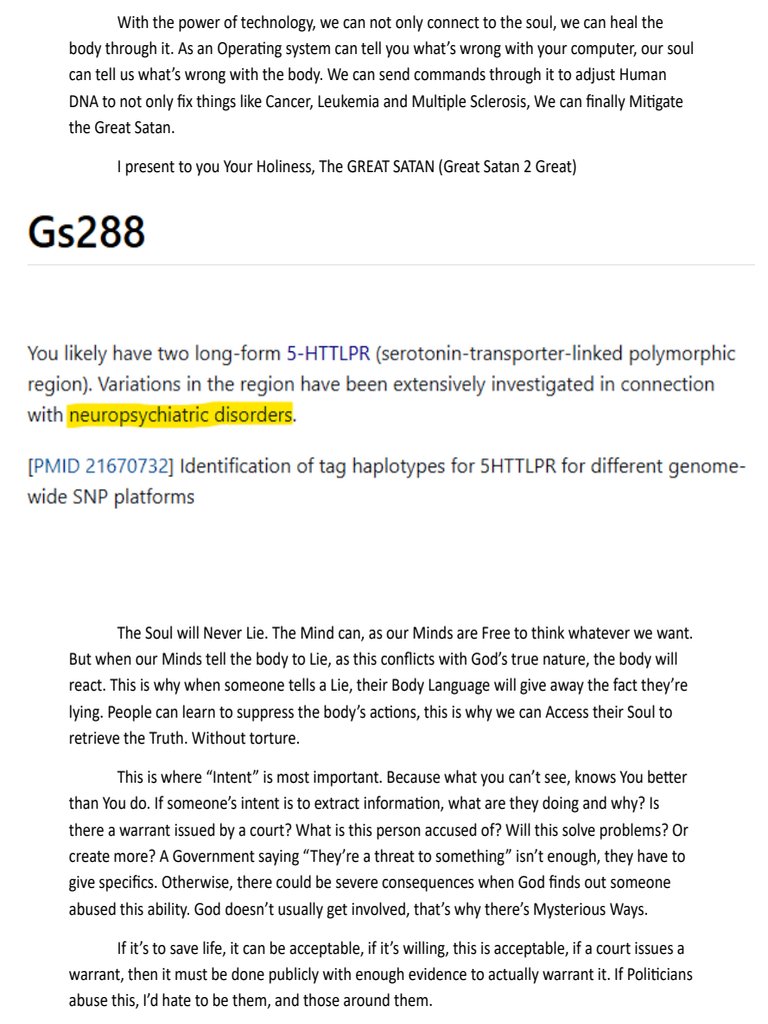 With the power of technology, we can not only connect to the soul, we can heal the
body through it. As an Operating system can tell you what's wrong with your computer, our soul
can tell us what's wrong with the body. We can send commands through it to adjust Human
DNA to not only fix things like Cancer, Leukemia and Multiple Sclerosis, We can finally Mitigate
the Great Satan.
I present to you Your Holiness, The GREAT SATAN (Great Satan 2 Great)
Gs288
You likely have two long-form 5-HTTLPR (serotonin-transporter-linked polymorphic
region). Variations in the region have been extensively investigated in connection
with neuropsychiatric disorders.
[PMID 21670732] Identification of tag haplotypes for 5HTTLPR for different genome-
wide SNP platforms
The Soul will Never Lie. The Mind can, as our Minds are Free to think whatever we want.
But when our Minds tell the body to Lie, as this conflicts with God's true nature, the body will
react. This is why when someone tells a Lie, their Body Language will give away the fact they're
lying. People can learn to suppress the body's actions, this is why we can Access their Soul to
retrieve the Truth. Without torture.
This is where “Intent” is most important. Because what you can't see, knows You better
than You do. If someone's intent is to extract information, what are they doing and why? Is
there a warrant issued by a court? What is this person accused of? Will this solve problems? Or
create more? A Government saying “They're a threat to something” isn't enough, they have to
give specifics. Otherwise, there could be severe consequences when God finds out someone
abused this ability. God doesn't usually get involved, that's why there's Mysterious Ways.
If it's to save life, it can be acceptable, if it's willing, this is acceptable, if a court issues a
warrant, then it must be done publicly with enough evidence to actually warrant it. If Politicians
abuse this, I'd hate to be them, and those around them.